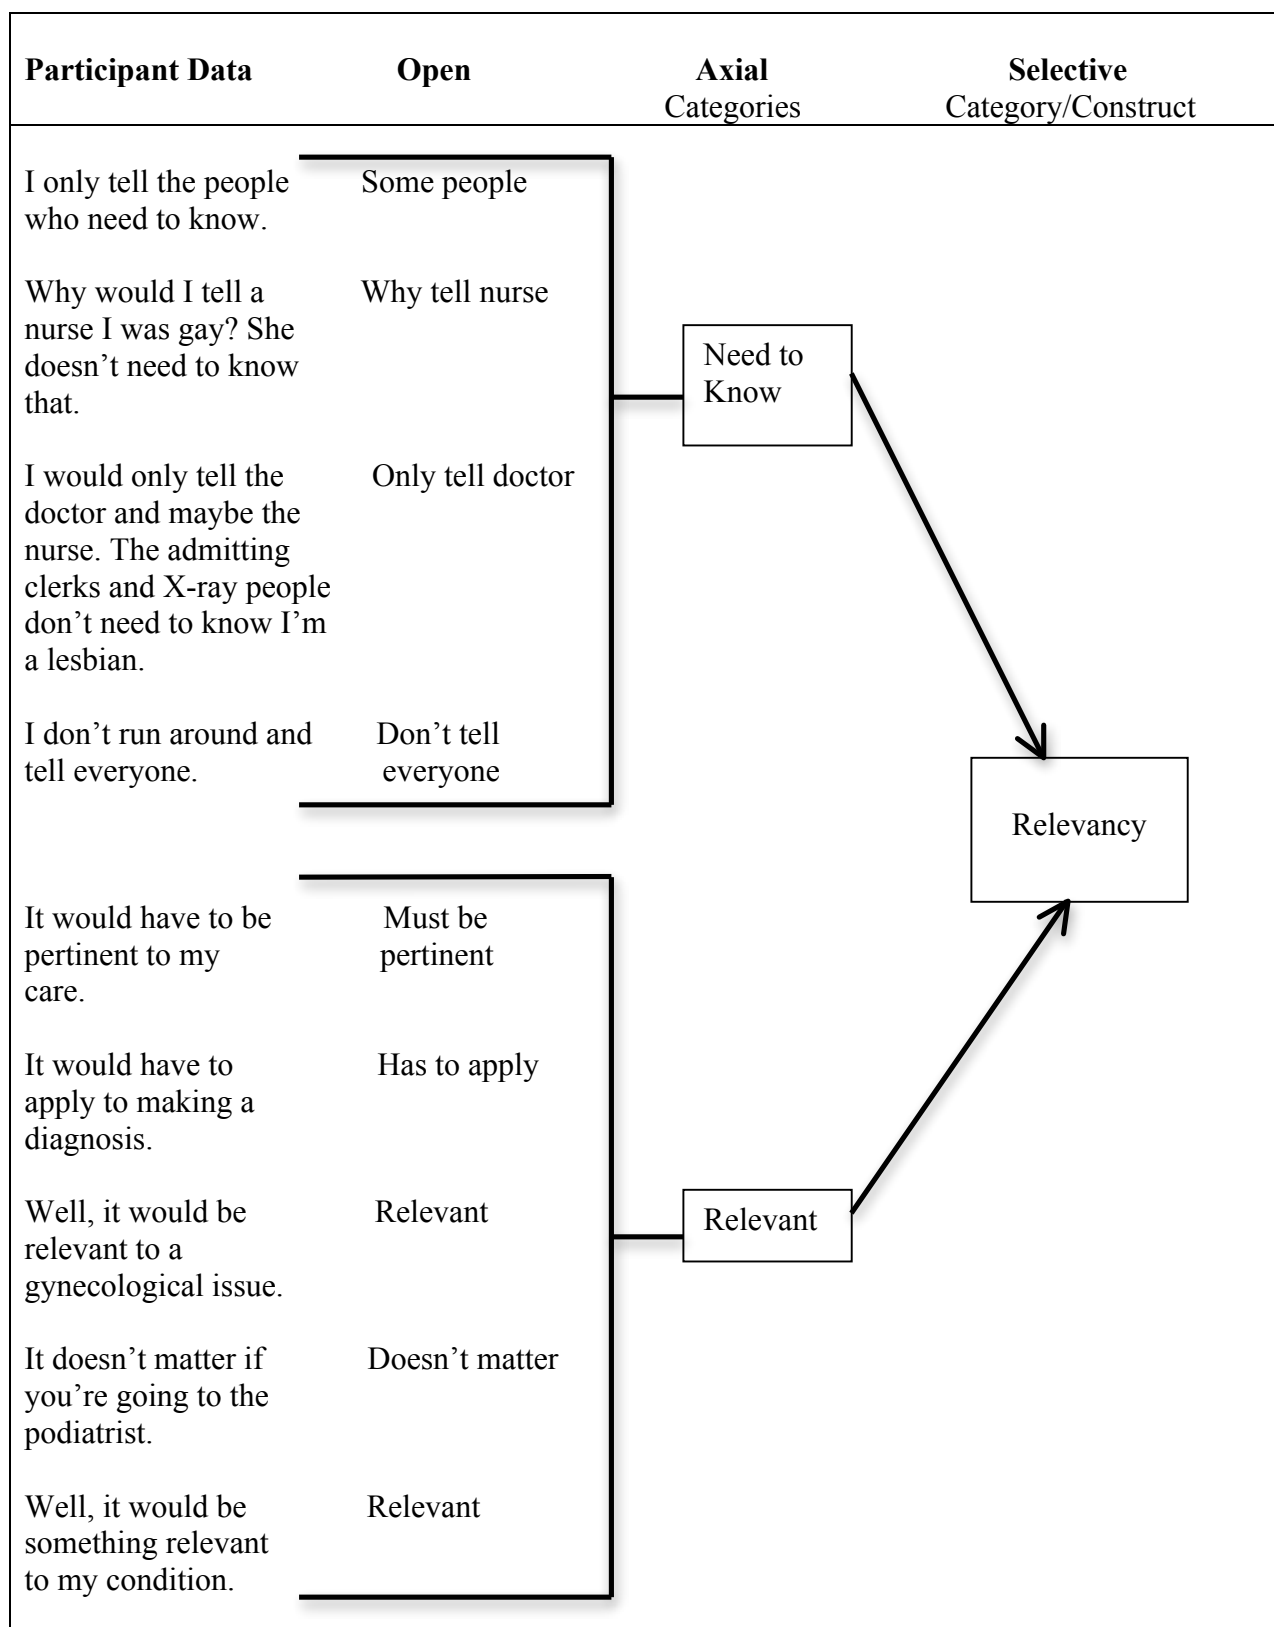 Participant Data Open Axial Selective
Categories Category/Construct
I only tell the people Some people
who need to know.
Why would I tell a Why tell nurse
nurse I was gay? She
doesn’t need to know
that.
Need to
Know
I would only tell the Only tell doctor
doctor and maybe the
nurse. The admitting
clerks and X-ray people
don’t need to know I’m
a lesbian.
I don’t run around and Don’t tell
tell everyone. everyone
Relevancy
It would have to be Must be
pertinent to my pertinent
care.
It would have to Has to apply
apply to making a
diagnosis.
Well, it would be Relevant
relevant to a
gynecological issue.
Relevant
It doesn’t matter if Doesn’t matter
you’re going to the
podiatrist.
Well, it would be Relevant
something relevant
to my condition.